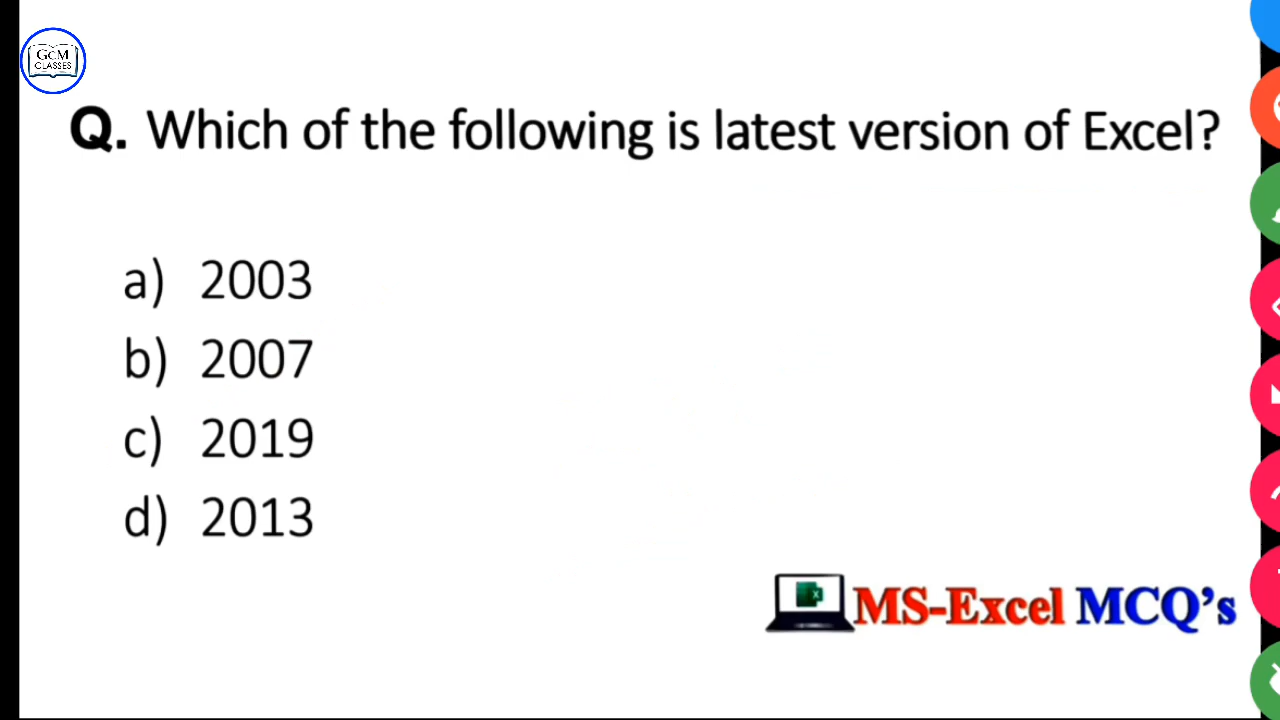 GCM
CLASSES
Q. Which of the following is latest version of Excel?
a) 2003
b) 2007
c) 2019
d) 2013
MS-Excel MCQ’s